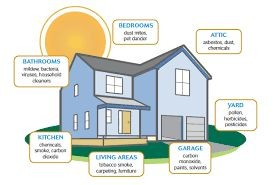 BEDROOMS
dust mites,
pet dander
ATTIC
asbestos, dust,
chemicals
BATHROOMS
mildew, bacteria,
viruses, household
cleaners
YARD
pollen,
herbicides,
pesticides
KITCHEN
chemicals,
smoke, carbon
dioxide
LIVING AREAS
tobacco smoke,
carpeting, furniture
GARAGE
carbon
monoxide,
paints, solvents